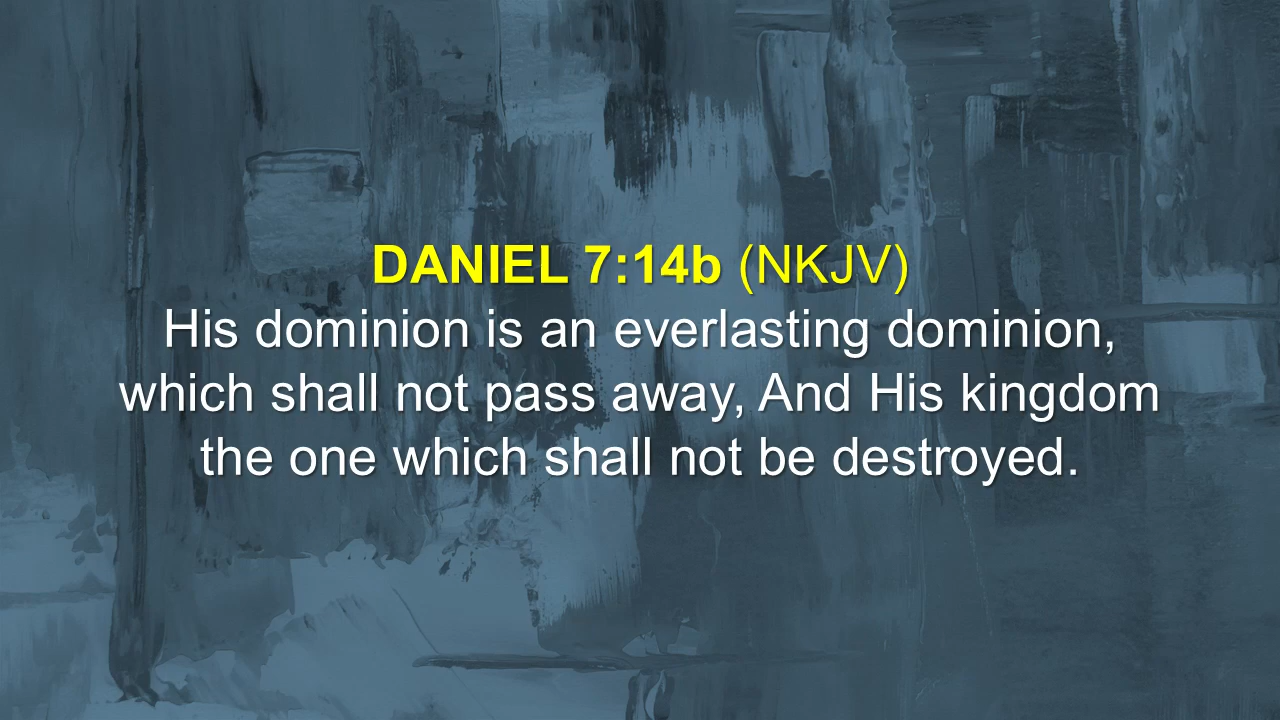 DANIEL 7:14b (NKJV)
His dominion is an everlasting dominion,
which shall not pass away, And His kingdom
the one which shall not be destroyed.